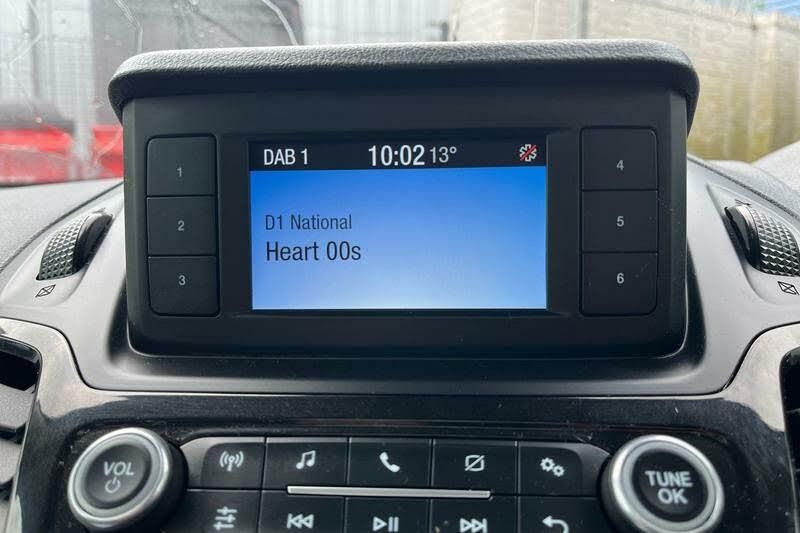 DAB 1 10:02 13°
1
4
D1 National
2
5
Heart 00s
3
6
VOL
TUNE
OK